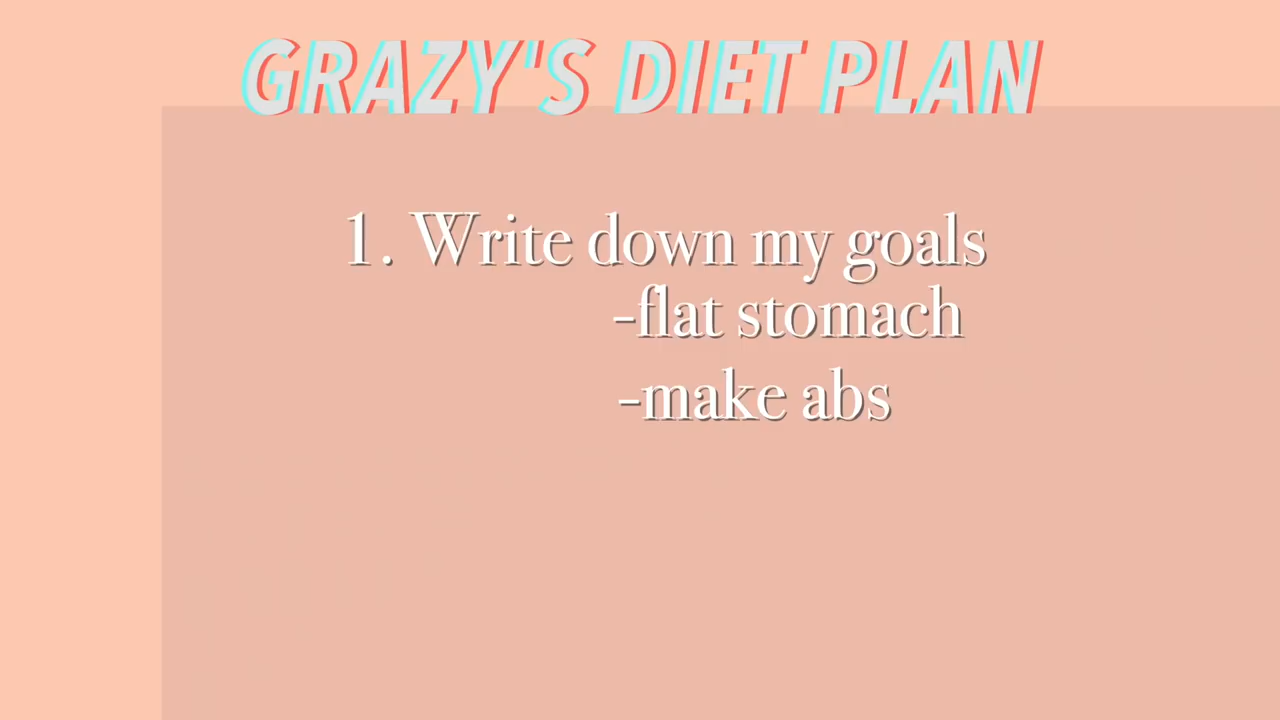 GRAZY'S DIET PLAN
1. Write down my goals
-flat stomach
-make abs